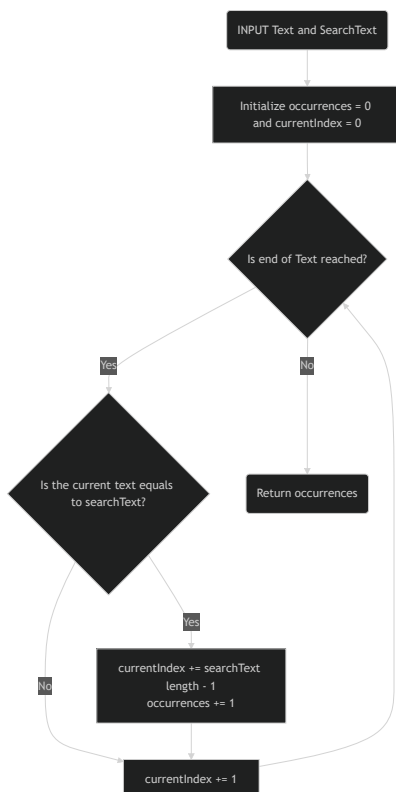 INPUT Text and SearchText
Initialize occurrences = 0
and currentIndex = 0
Is end of Text reached?
Yes
No
Is the current text equals
to searchText?
Return occurrences
Yes
currentIndex += searchText
length - 1
occurrences += 1
No
currentIndex += 1